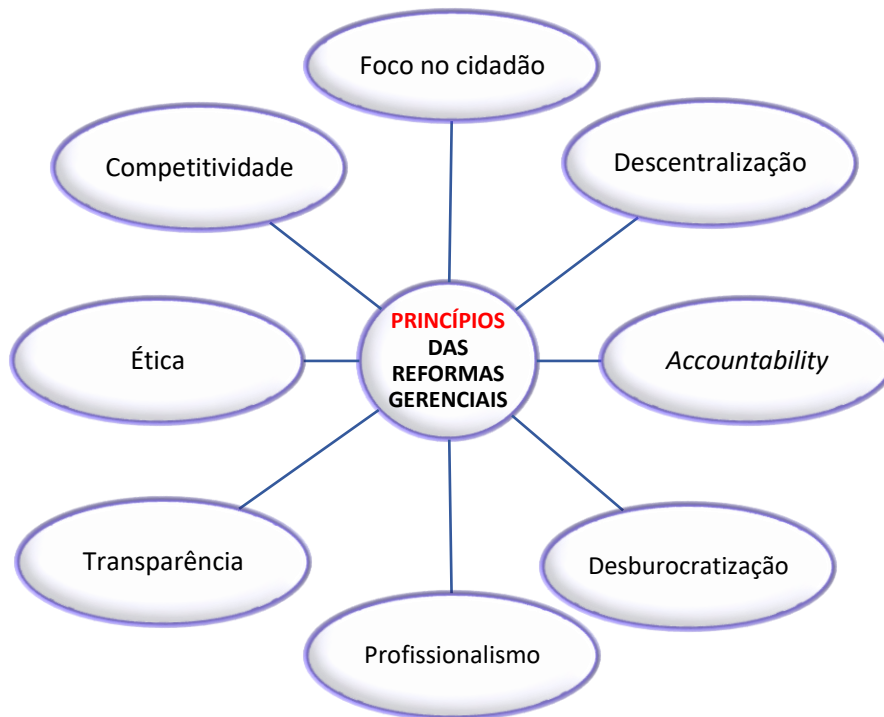 Foco no cidadão
Competitividade
Descentralização
PRINCÍPIOS
DAS
REFORMAS
GERENCIAIS
Ética
Accountability
Transparência
Desburocratização
Profissionalismo